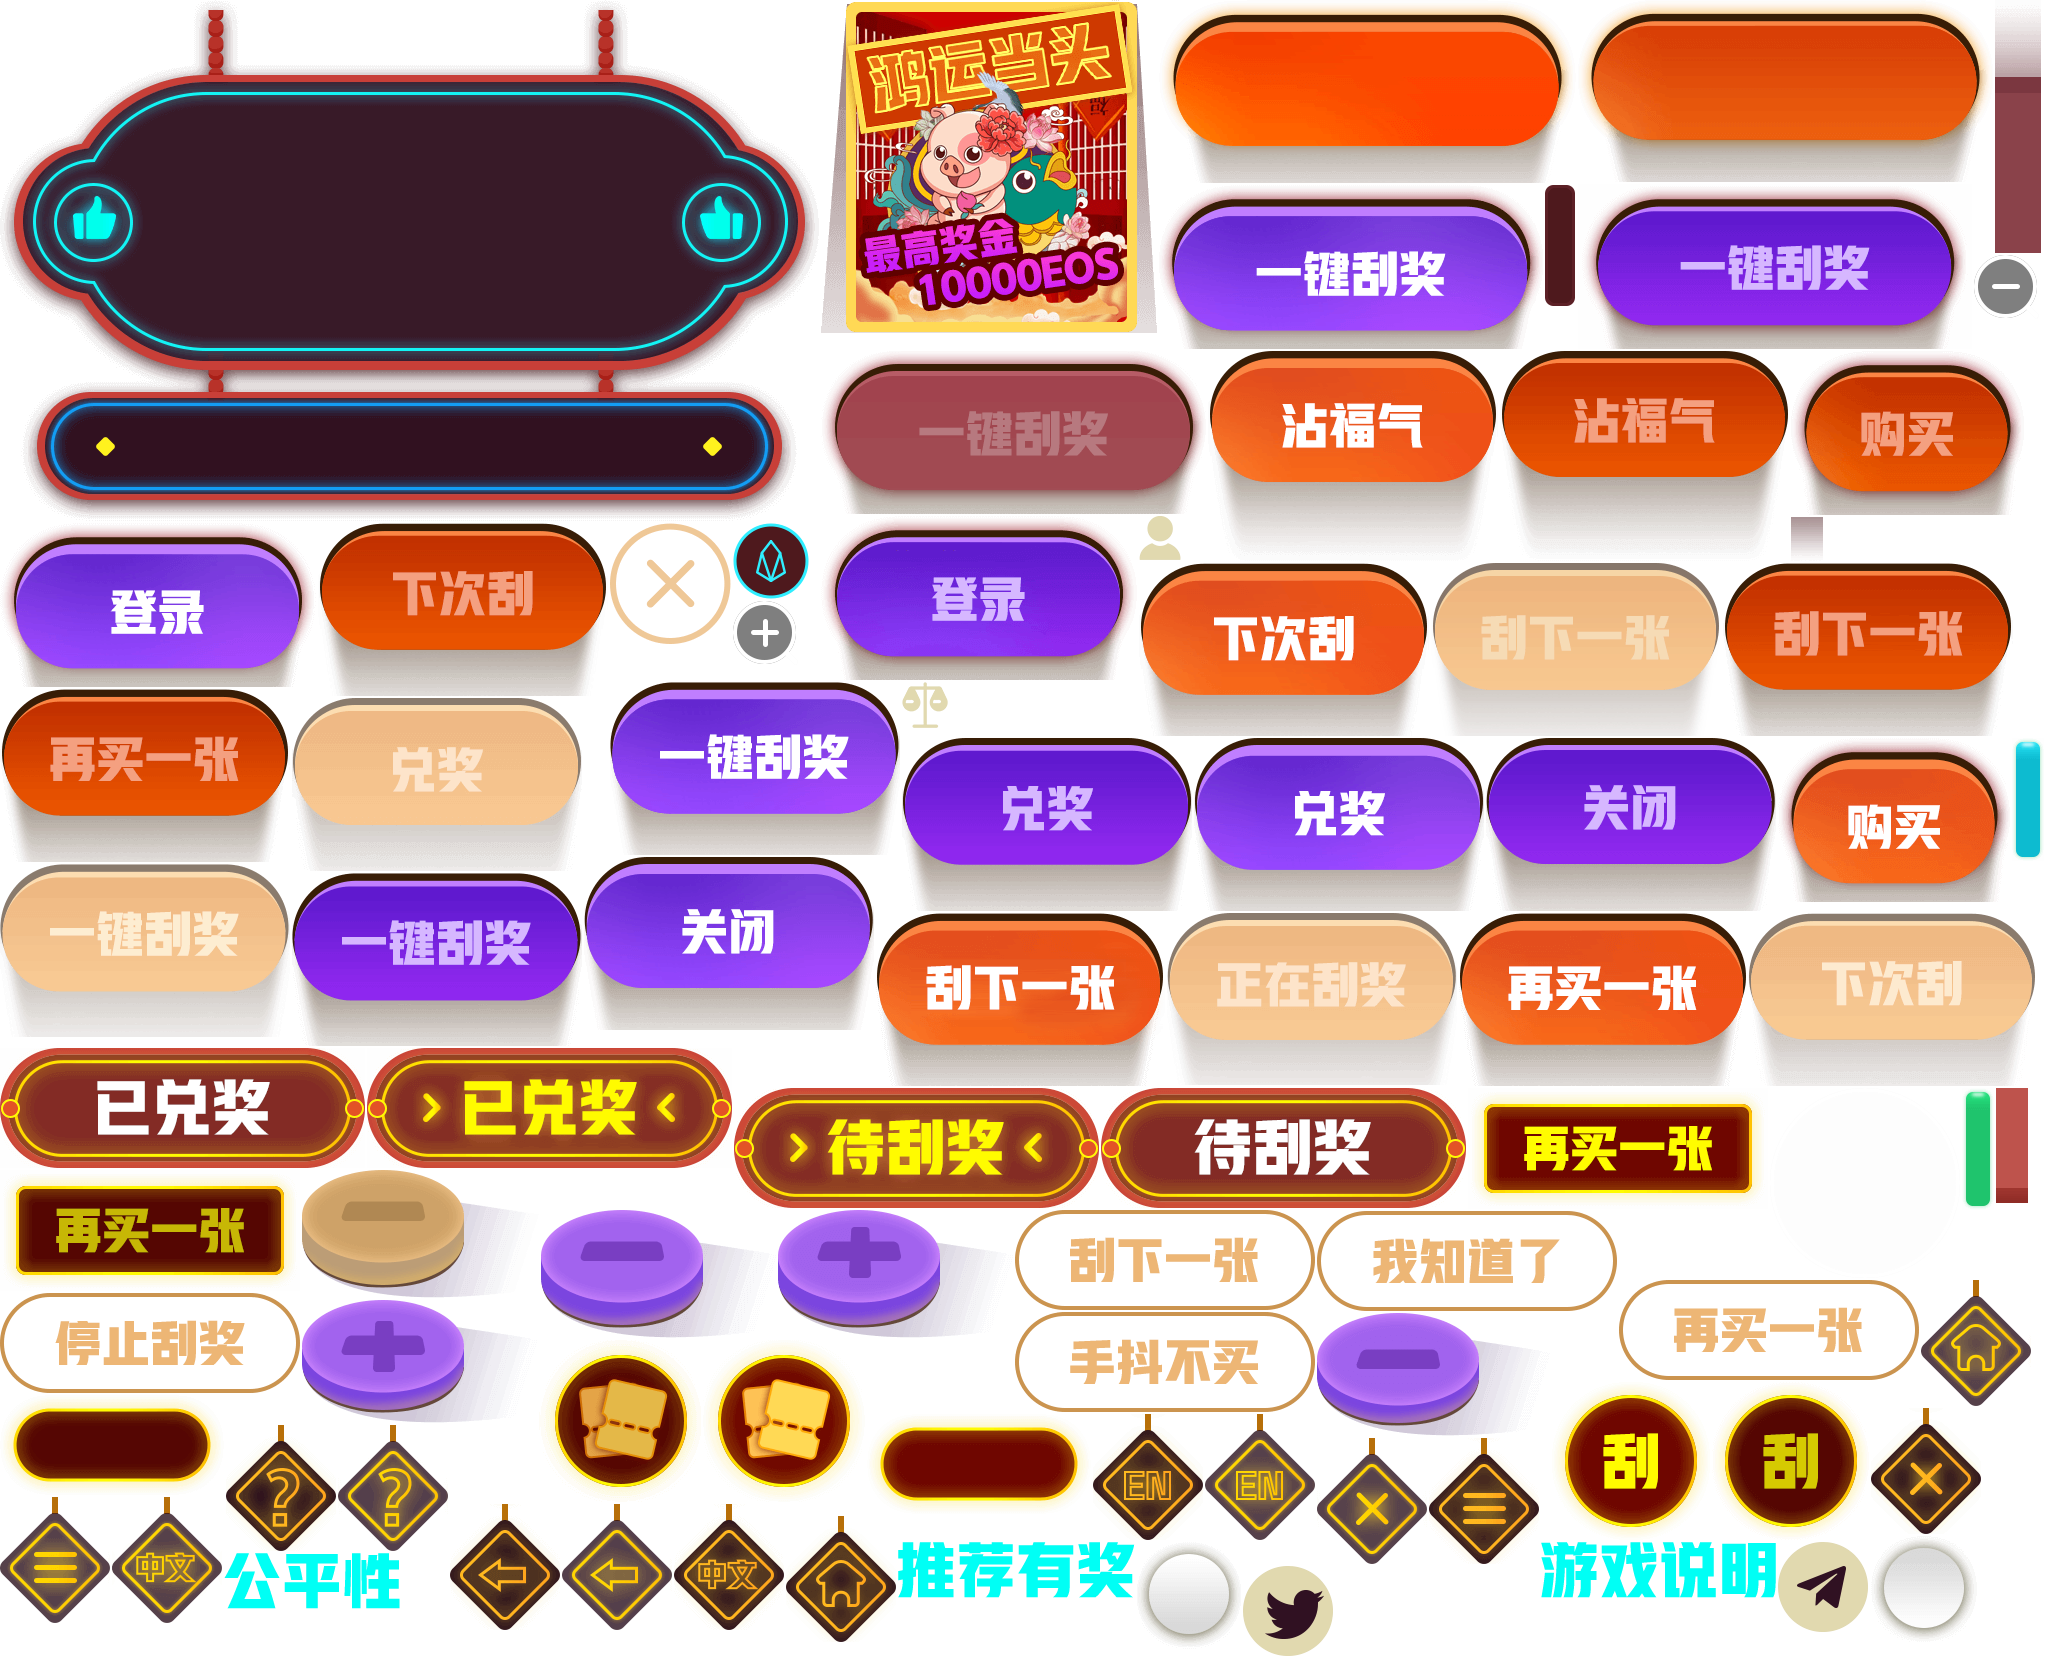 鸿运当头
福
最高奖金
10000EOS
一键刮奖
一键刮奖
一键刮奖
沾福气
沾福气
购买
登录
下次刮
登录
下次刮
刮下一张
刮下一张
再买一张
兑奖
一键刮奖
兑奖
兑奖
关闭
购买
一键刮奖
一键刮奖
关闭
刮下一张
正在刮奖
再买一张
下次刮
已兑奖
已兑奖
待刮奖
待刮奖
再买一张
再买一张
刮下一张
我知道了
停止刮奖
手抖不买
再买一张
刮
刮
?
?
EN
EN
中文
公平性
中文
推荐有奖
游戏说明